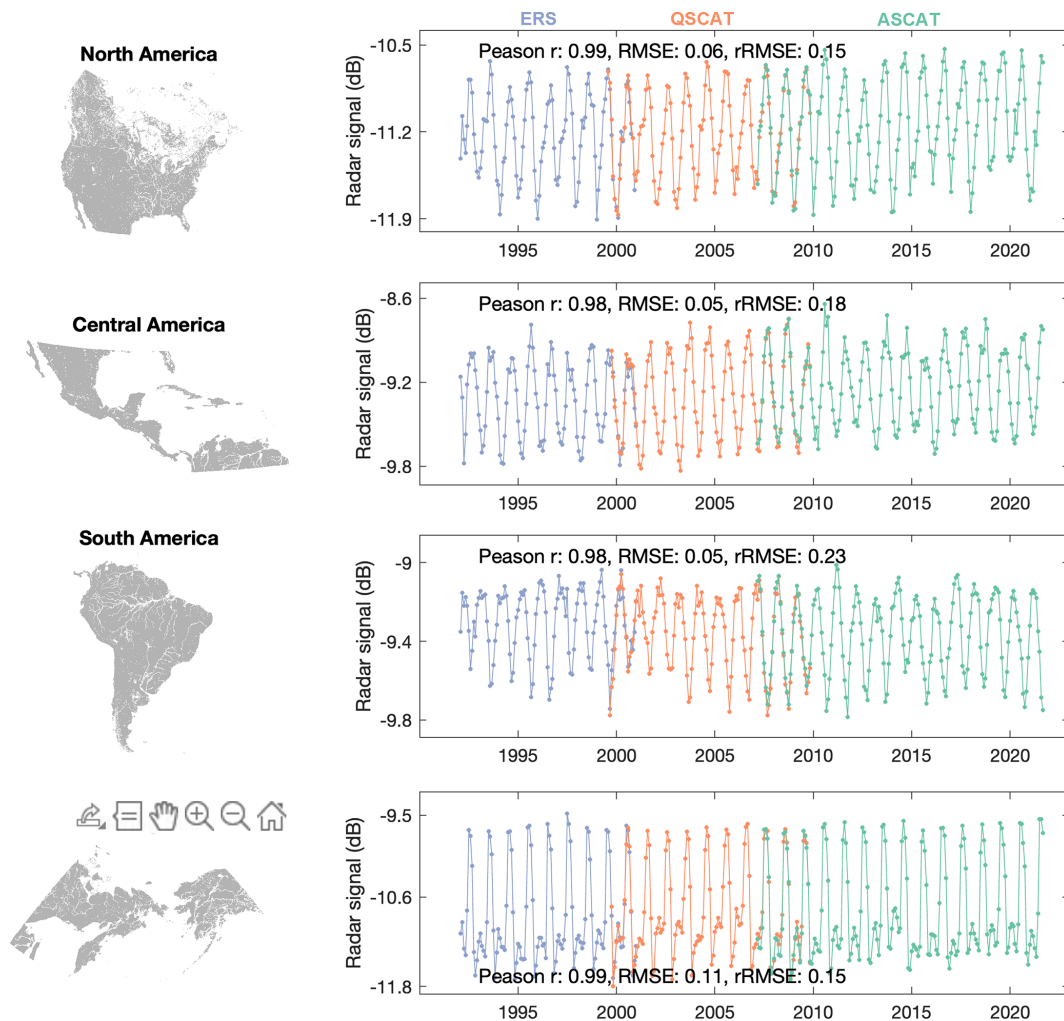 ERS QSCAT ASCAT
North America
Radar signal (dB)
Peason r: 0.99, RMSE: 0.06, rRMSE: 0.15
-10.5
-11.2
-11.9
1995 2000 2005 2010 2015 2020
Central America
Radar signal (dB)
Peason r: 0.98, RMSE: 0.05, rRMSE: 0.18
-8.6
-9.2
-9.8
1995 2000 2005 2010 2015 2020
South America
Radar signal (dB)
Peason r: 0.98, RMSE: 0.05, rRMSE: 0.23
-9
-9.4
-9.8
1995 2000 2005 2010 2015 2020
Radar signal (dB)
-9.5
-10.6
-11.8
Peason r: 0.99, RMSE: 0.11, rRMSE: 0.15
1995 2000 2005 2010 2015 2020